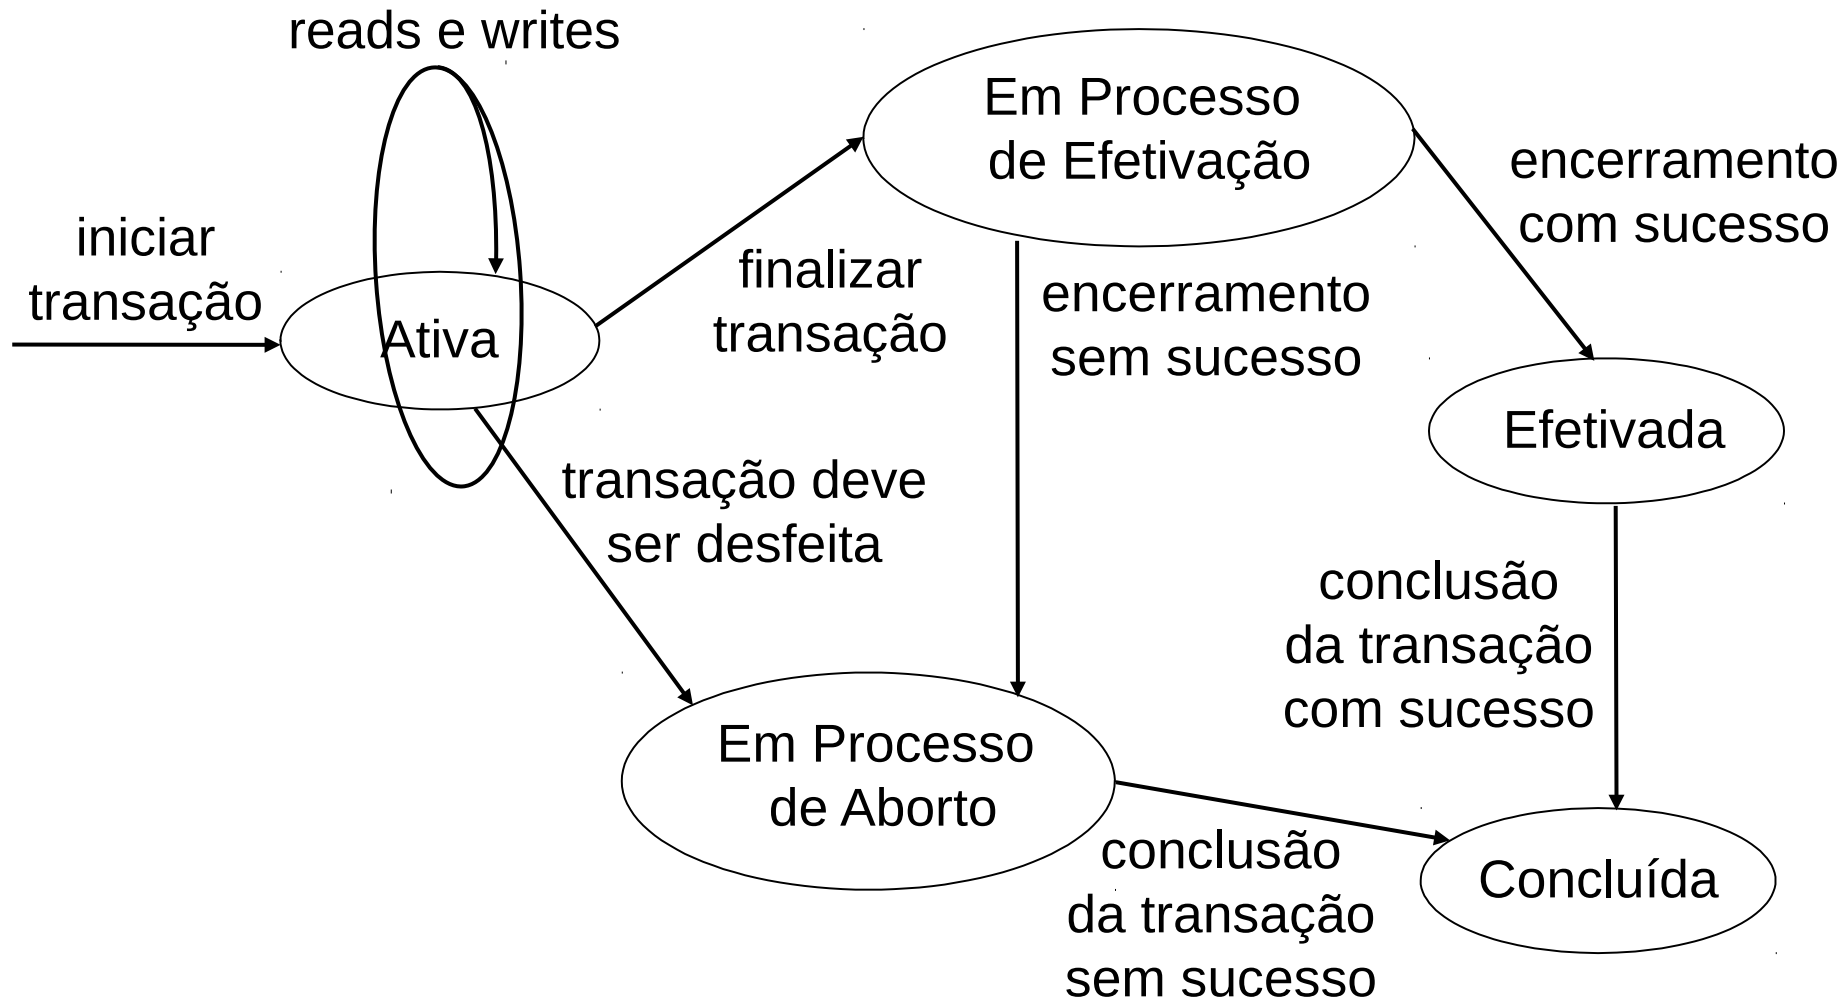 reads e writes
Em Processo
de Efetivação
encerramento
com sucesso
iniciar
transação
finalizar
transação
encerramento
sem sucesso
Ativa
Efetivada
transação deve
ser desfeita
conclusão
da transação
com sucesso
Em Processo
de Aborto
conclusão
da transação
sem sucesso
Concluída